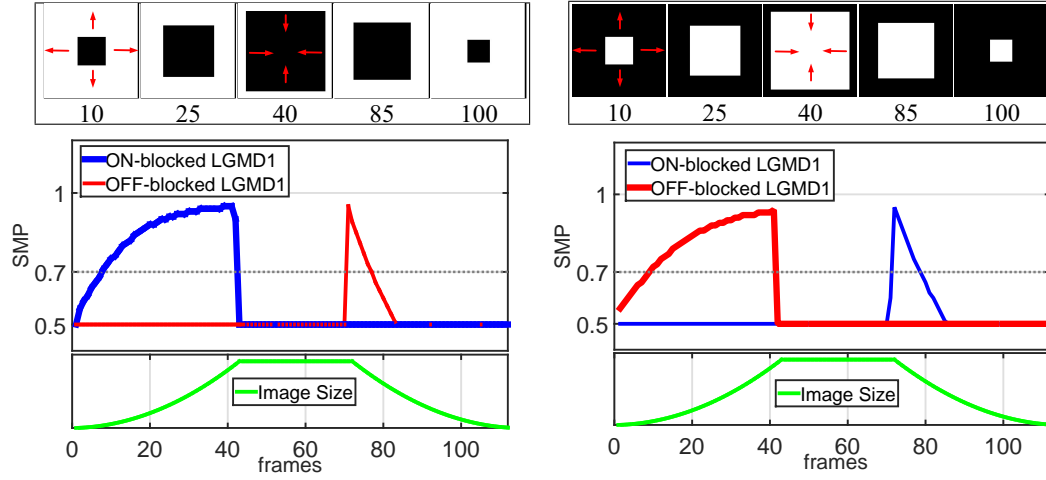 10 25 40 85 100
ON-blocked LGMD1
OFF-blocked LGMD1
1
0.7
0.5
SMP
Image Size
0 20 40 60 80 100
frames
10 25 40 85 100
ON-blocked LGMD1
OFF-blocked LGMD1
1
0.7
0.5
SMP
Image Size
0 20 40 60 80 100
frames